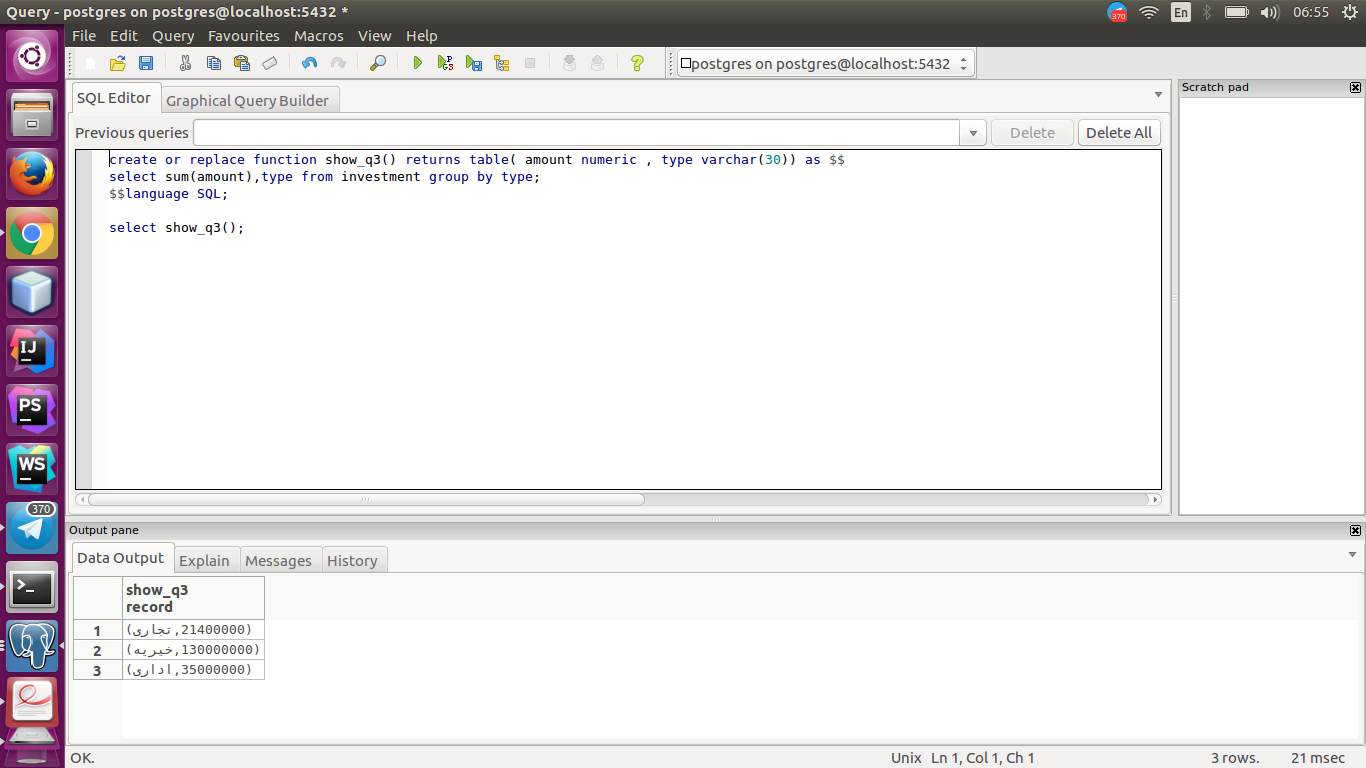 Query - postgres on postgres@localhost:5432 *
370
En
06:55
File Edit Query Favourites Macros View Help
postgres on postgres@localhost:5432
SQL Editor
Graphical Query Builder
Previous queries
Delete
Delete All
create or replace function show_q3() returns table( amount numeric , type varchar(30)) as $$
select sum(amount),type from investment group by type;
$$language SQL;
select show_q3();
Scratch pad
IJ
PS
WS
370
Output pane
Data Output
Explain
Messages
History
show_q3
record
1 (21400000,تجاری)
2 (130000000,خیریه)
3 (35000000,اداری)
OK.
Unix
Ln 1, Col 1, Ch 1
3 rows.
21 msec